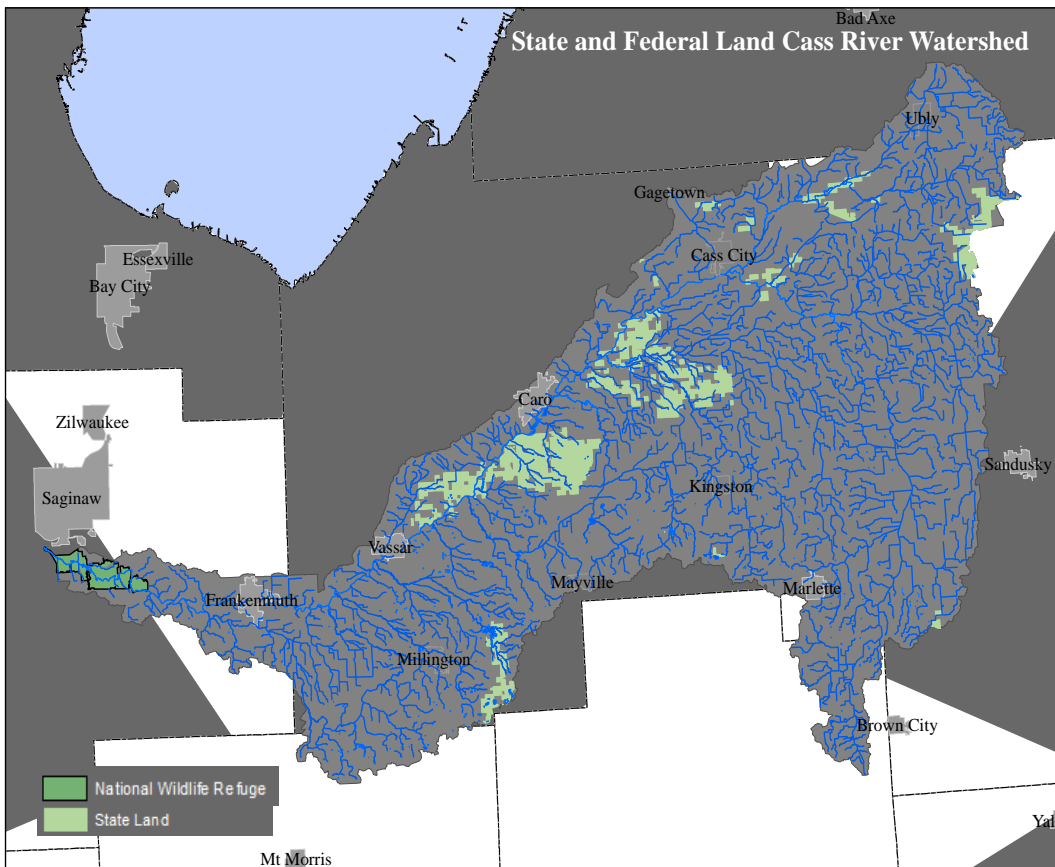 Bad Axe
State and Federal Land Cass River Watershed
Ubly
Gagetown
Cass City
Essexville
Bay City
Caro
Zilwaukee
Sandusky
Saginaw
Kingston
Vassar
Mayville
Marlette
Frankenmuth
Millington
Brown City
National Wildlife Refuge
State Land
Yal
Mt Morris